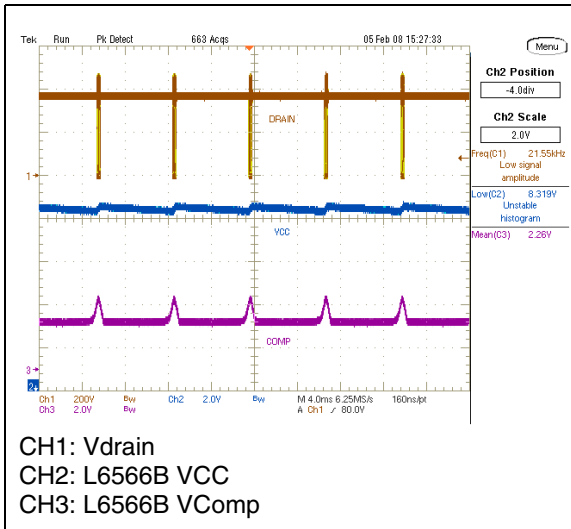 Tek Run Pk Detect 663 Acqs 05 Feb 08 15:27:33
Menu
Ch2 Position
-4.0div
Ch2 Scale
2.0V
DRAIN
Freq(C1) 21.55kHz
Low signal
amplitude
1
Low(C2) 8.319V
Unstable
histogram
VCC
Mean(C3) 2.26V
COMP
3
2
Ch1 200V Bw Ch2 2.0V Bw M 4.0ms 6.25MS/s 160ns/pt
Ch3 2.0V Bw A Ch1 / 80.0V
CH1: Vdrain
CH2: L6566B VCC
CH3: L6566B VComp